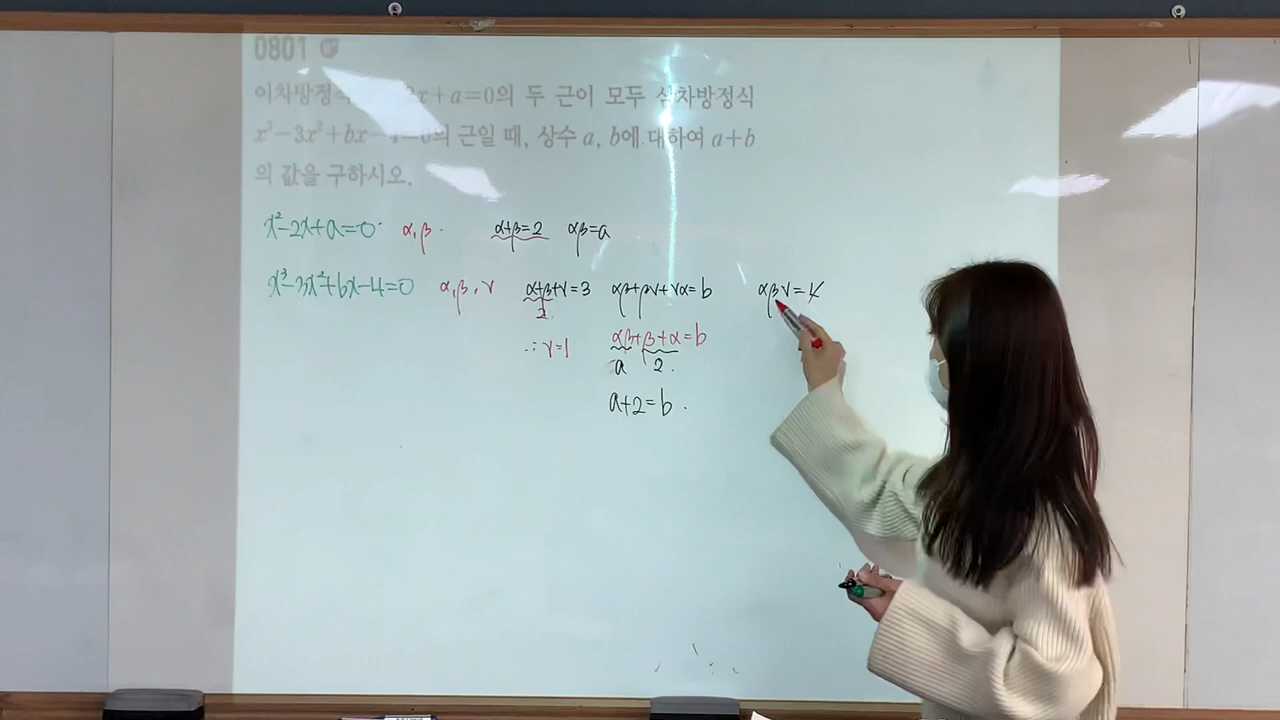 0801
이차방정식 x+a=0의 두 근이 모두 삼차방정식
x³-3x²+bx-4=0의 근일 때, 상수 a, b에 대하여 a+b
의 값을 구하시오.
x²-2x+a=0 α, β. α+β=2 αβ=a
x³-3x²+bx-4=0 α, β, γ α+β+γ=3 αβ+βγ+γα=b αβγ=4
2.
∴ γ=1 αβ+β+α=b
a 2.
a+2=b.